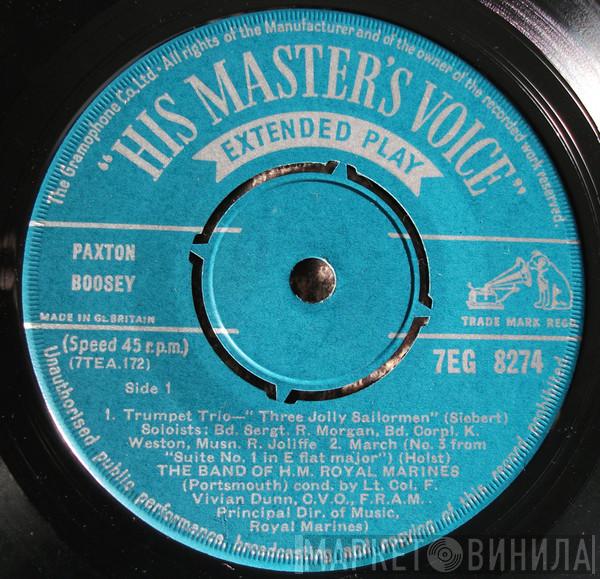 The Gramophone Co. Ltd. · All rights of the Manufacturer and of the owner of the recorded work reserved.
"HIS MASTER'S VOICE"
EXTENDED PLAY
PAXTON
BOOSEY
MADE IN GT. BRITAIN
TRADE MARK REGD
(Speed 45 r.p.m.)
(7TEA.172)
7EG 8274
Side 1
1. Trumpet Trio—"Three Jolly Sailormen" (Siebert)
Soloists: Bd. Sergt. R. Morgan, Bd. Corpl. K.
Weston, Musn. R. Joliffe 2. March (No. 3 from
"Suite No. 1 in E flat major") (Holst)
THE BAND OF H.M. ROYAL MARINES
(Portsmouth) cond. by Lt. Col. F.
Vivian Dunn, C.V.O., F.R.A.M.
Principal Dir. of Music,
Royal Marines)
Unauthorised public performance, broadcasting and copying of this record prohibited
МАРКЕТ ВИНИЛА